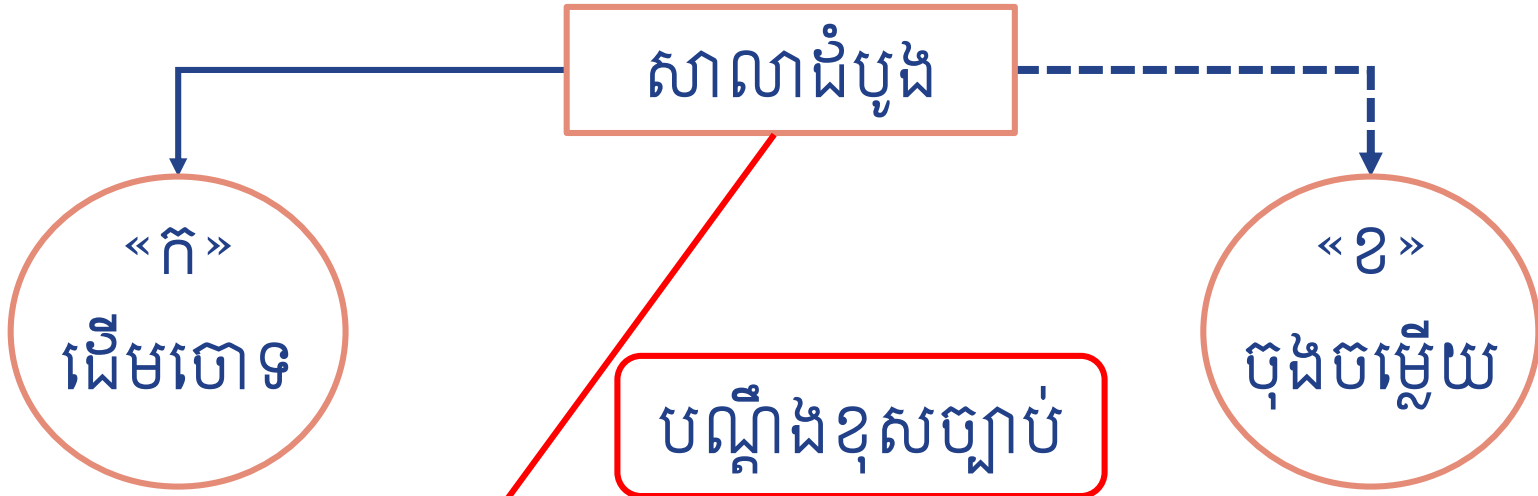 សាលាដំបូង
«ក»
ដើមចោទ
«ខ»
ចុងចម្លើយ
បណ្ដឹងខុសច្បាប់